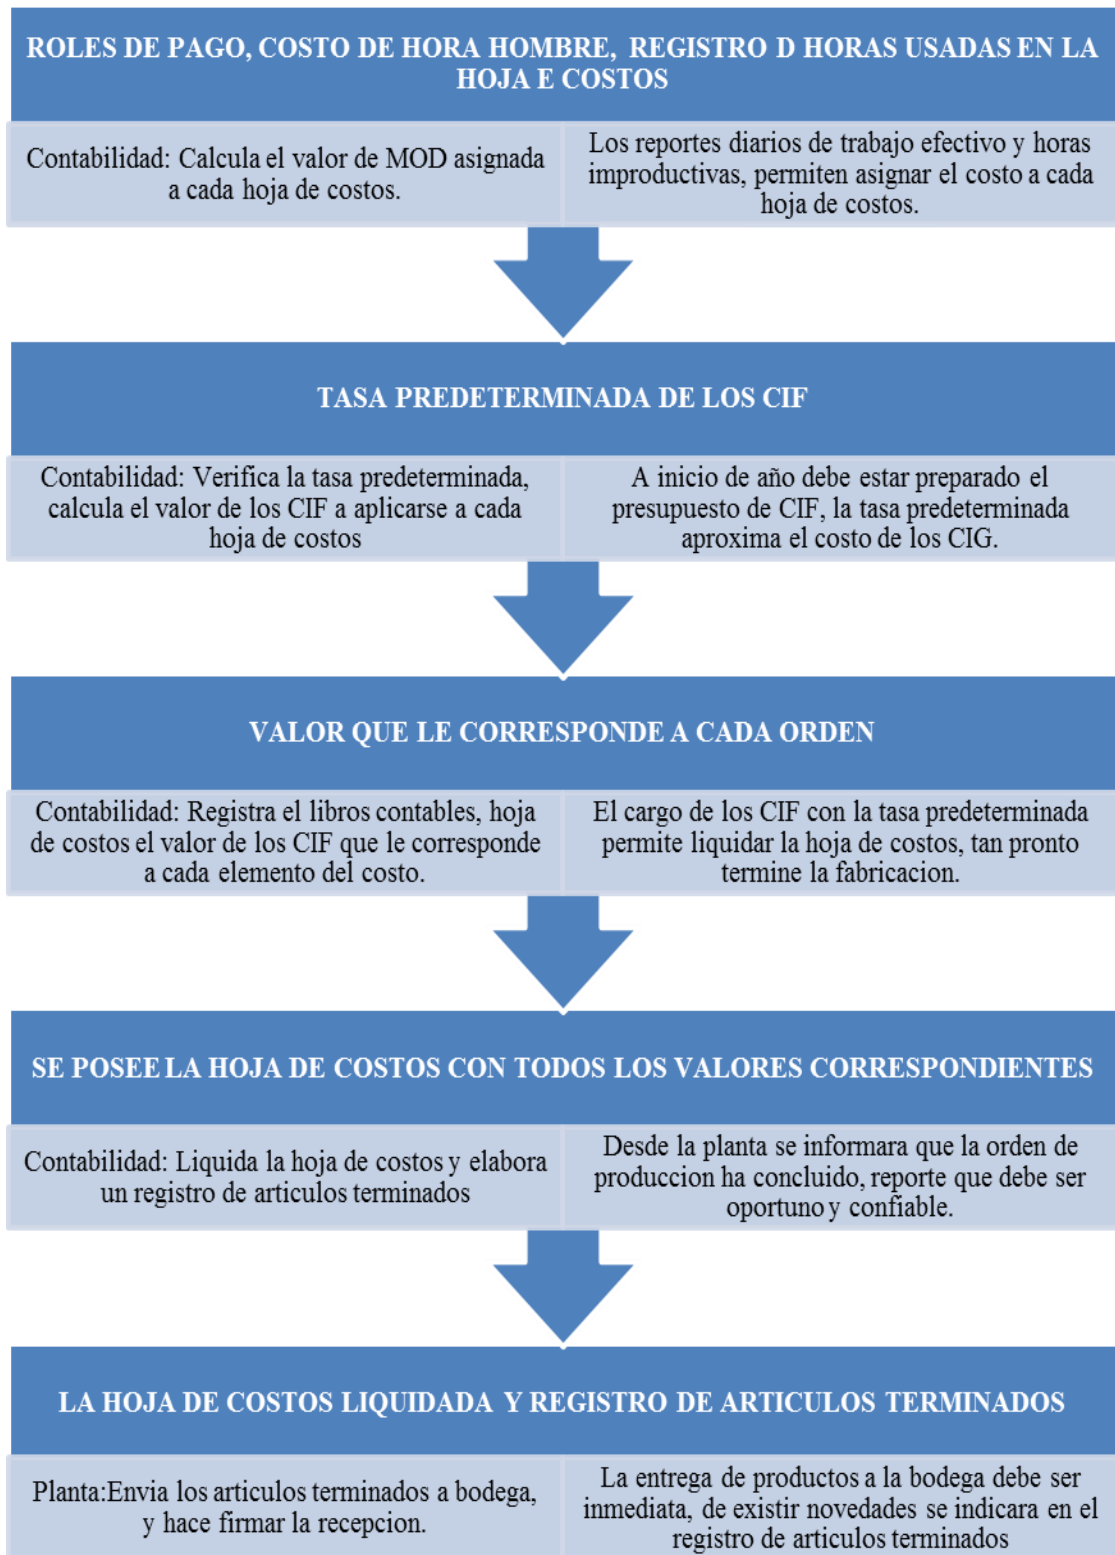 ROLES DE PAGO, COSTO DE HORA HOMBRE, REGISTRO D HORAS USADAS EN LA
HOJA E COSTOS
Contabilidad: Calcula el valor de MOD asignada
a cada hoja de costos.
Los reportes diarios de trabajo efectivo y horas
improductivas, permiten asignar el costo a cada
hoja de costos.
TASA PREDETERMINADA DE LOS CIF
Contabilidad: Verifica la tasa predeterminada,
calcula el valor de los CIF a aplicarse a cada
hoja de costos
A inicio de año debe estar preparado el
presupuesto de CIF, la tasa predeterminada
aproxima el costo de los CIG.
VALOR QUE LE CORRESPONDE A CADA ORDEN
Contabilidad: Registra el libros contables, hoja
de costos el valor de los CIF que le corresponde
a cada elemento del costo.
El cargo de los CIF con la tasa predeterminada
permite liquidar la hoja de costos, tan pronto
termine la fabricacion.
SE POSEE LA HOJA DE COSTOS CON TODOS LOS VALORES CORRESPONDIENTES
Contabilidad: Liquida la hoja de costos y elabora
un registro de articulos terminados
Desde la planta se informara que la orden de
produccion ha concluido, reporte que debe ser
oportuno y confiable.
LA HOJA DE COSTOS LIQUIDADA Y REGISTRO DE ARTICULOS TERMINADOS
Planta:Envia los articulos terminados a bodega,
y hace firmar la recepcion.
La entrega de productos a la bodega debe ser
inmediata, de existir novedades se indicara en el
registro de articulos terminados